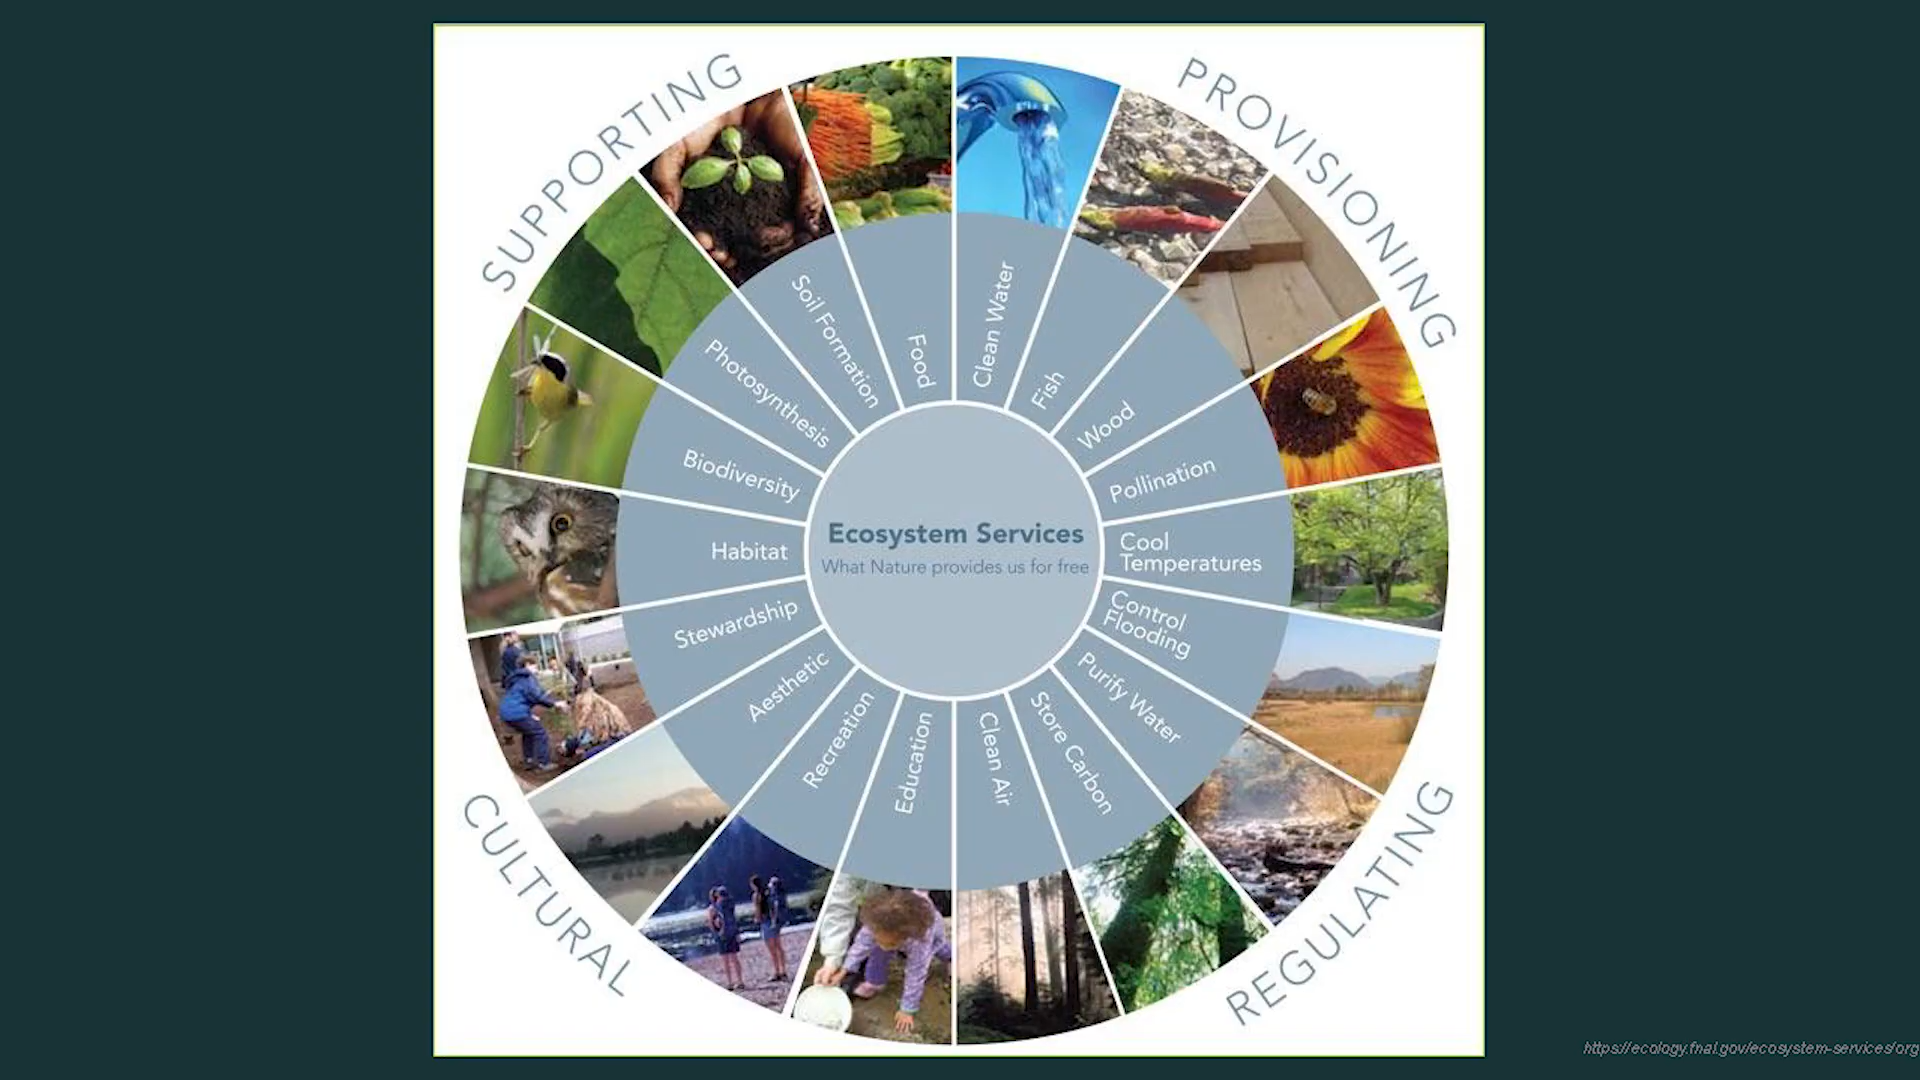 SUPPORTING
PROVISIONING
Food
Clean Water
Fish
Wood
Pollination
Cool
Temperatures
Control
Flooding
Purify Water
Store Carbon
Clean Air
Education
Recreation
Aesthetic
Stewardship
Habitat
Biodiversity
Photosynthesis
Soil Formation
Ecosystem Services
What Nature provides us for free
CULTURAL
REGULATING
https://ecology.fnal.gov/ecosystem-services/org